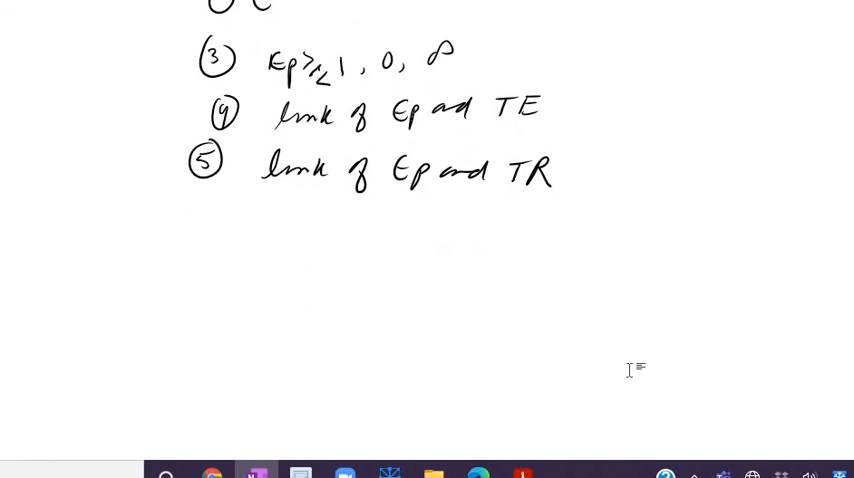 ③ Ep > = < 1, 0, ∞
④ link of Ep and TE
⑤ link of Ep and TR